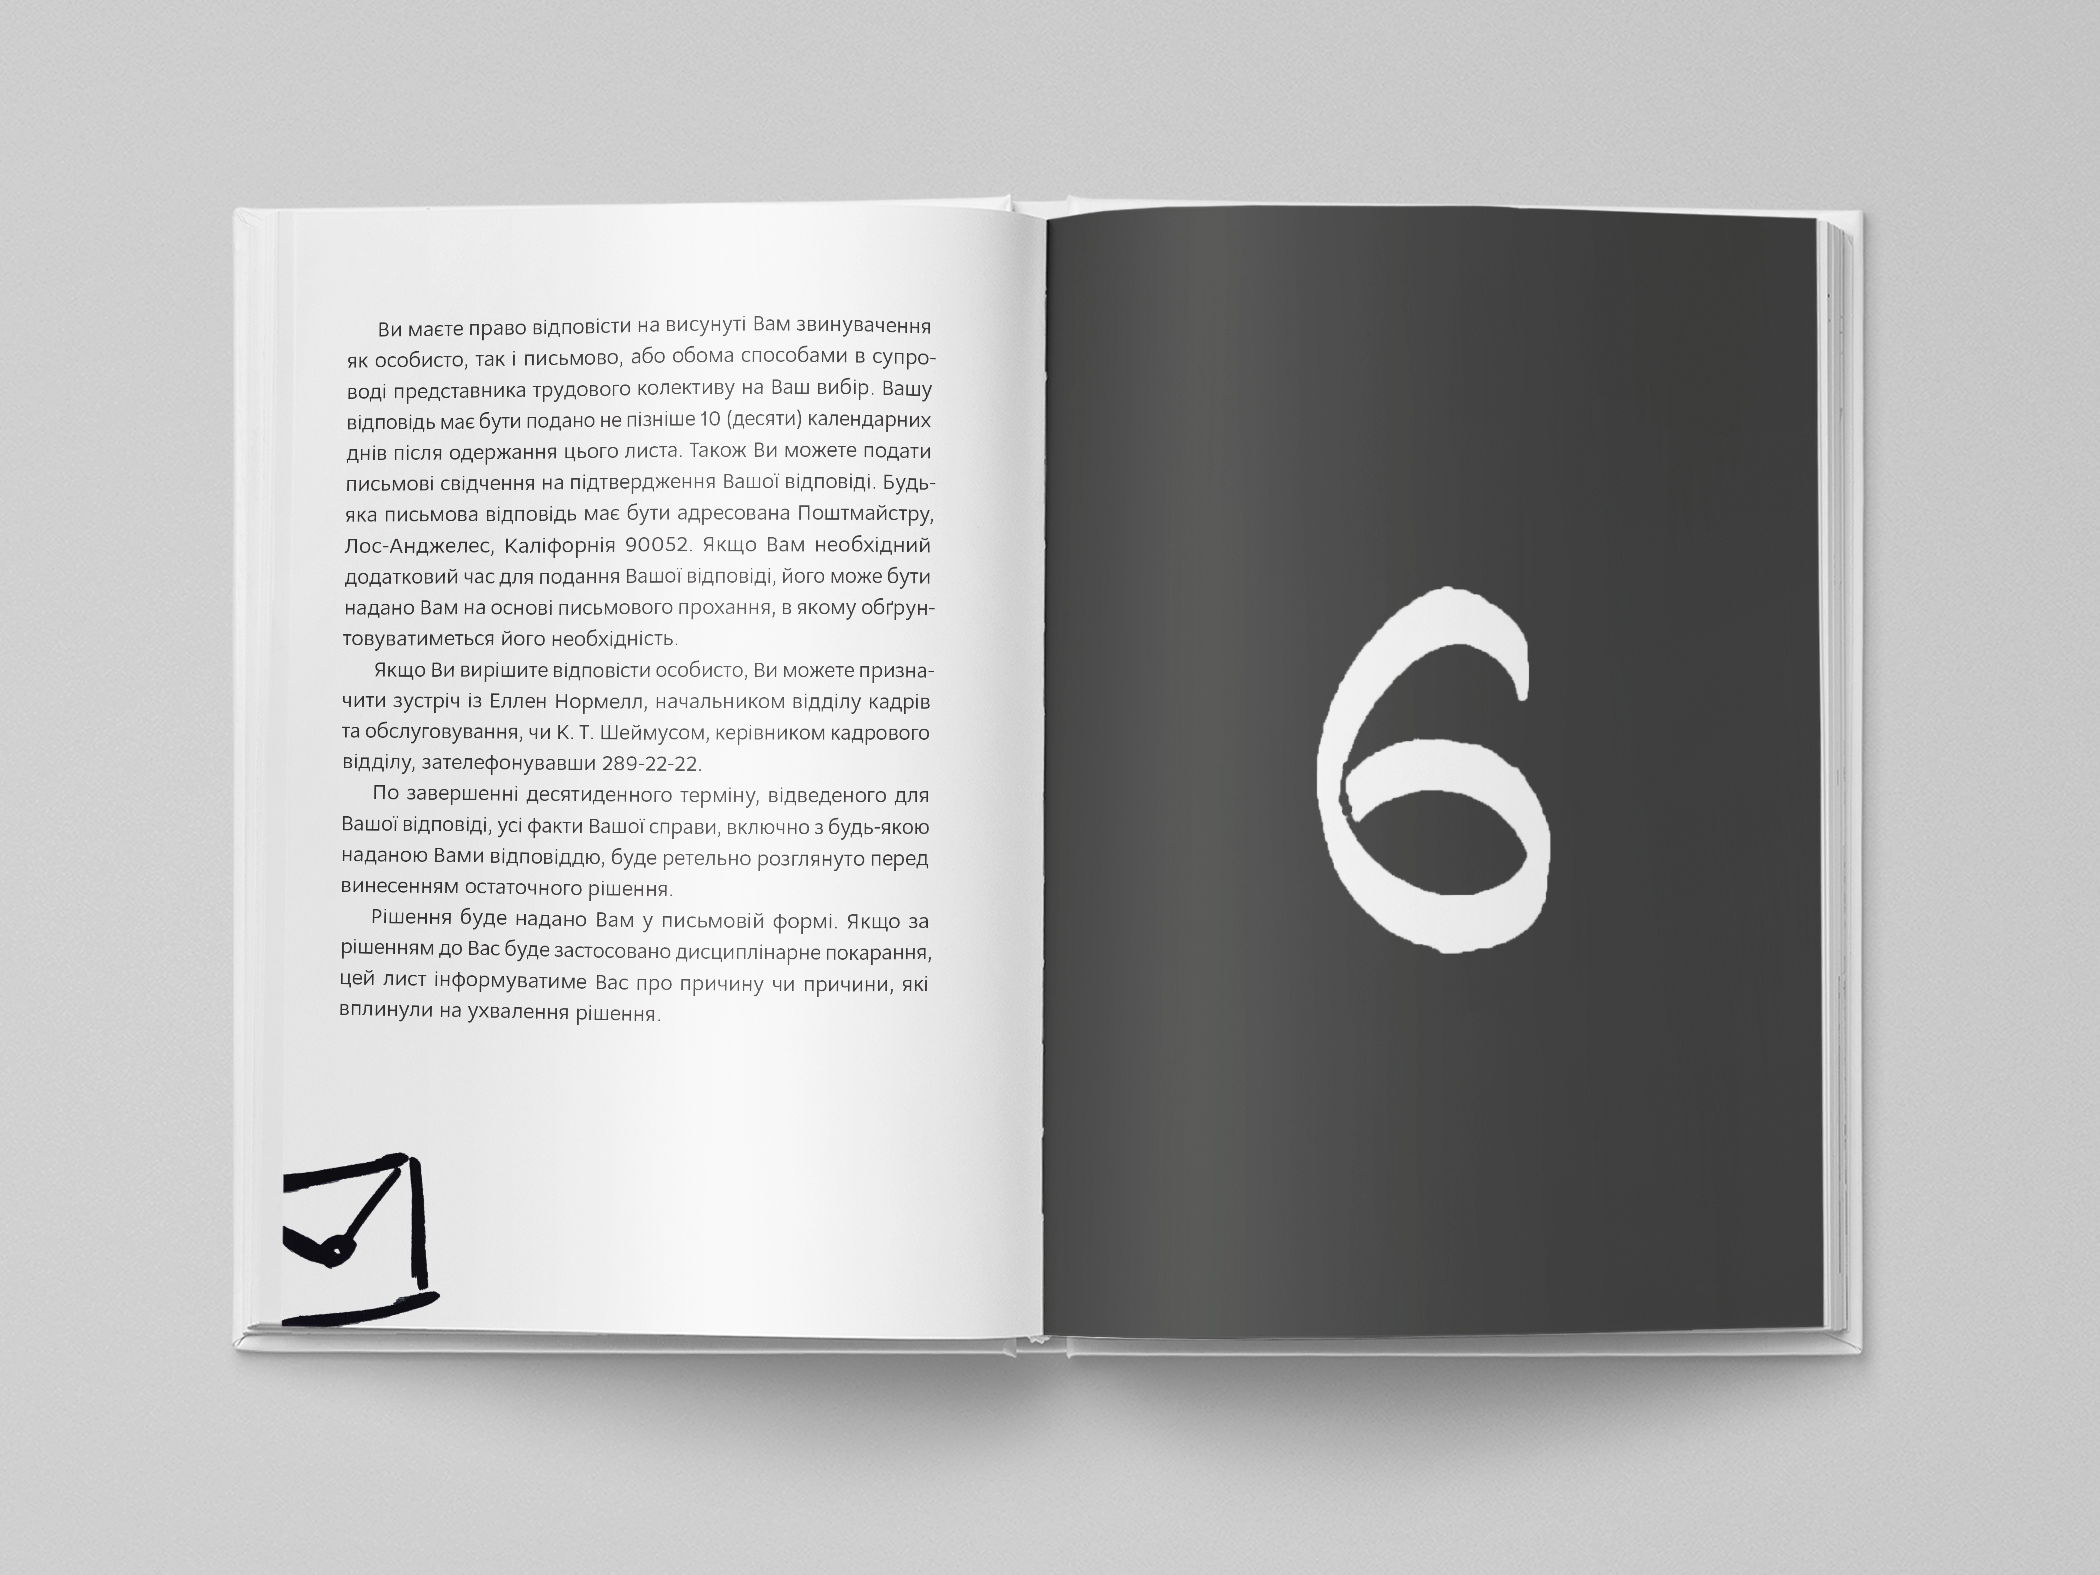 Ви маєте право відповісти на висунуті Вам звинувачення
як особисто, так і письмово, або обома способами в супро-
воді представника трудового колективу на Ваш вибір. Вашу
відповідь має бути подано не пізніше 10 (десяти) календарних
днів після одержання цього листа. Також Ви можете подати
письмові свідчення на підтвердження Вашої відповіді. Будь-
яка письмова відповідь має бути адресована Поштмайстру,
Лос-Анджелес, Каліфорнія 90052. Якщо Вам необхідний
додатковий час для подання Вашої відповіді, його може бути
надано Вам на основі письмового прохання, в якому обґрун-
товуватиметься його необхідність.
Якщо Ви вирішите відповісти особисто, Ви можете призна-
чити зустріч із Еллен Нормелл, начальником відділу кадрів
та обслуговування, чи К. Т. Шеймусом, керівником кадрового
відділу, зателефонувавши 289-22-22.
По завершенні десятиденного терміну, відведеного для
Вашої відповіді, усі факти Вашої справи, включно з будь-якою
наданою Вами відповіддю, буде ретельно розглянуто перед
винесенням остаточного рішення.
Рішення буде надано Вам у письмовій формі. Якщо за
рішенням до Вас буде застосовано дисциплінарне покарання,
цей лист інформуватиме Вас про причину чи причини, які
вплинули на ухвалення рішення.
6